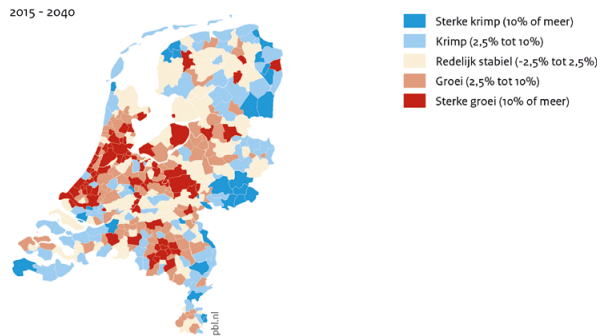 2015 - 2040
Sterke krimp (10% of meer)
Krimp (2,5% tot 10%)
Redelijk stabiel (-2,5% tot 2,5%)
Groei (2,5% tot 10%)
Sterke groei (10% of meer)
pbl.nl